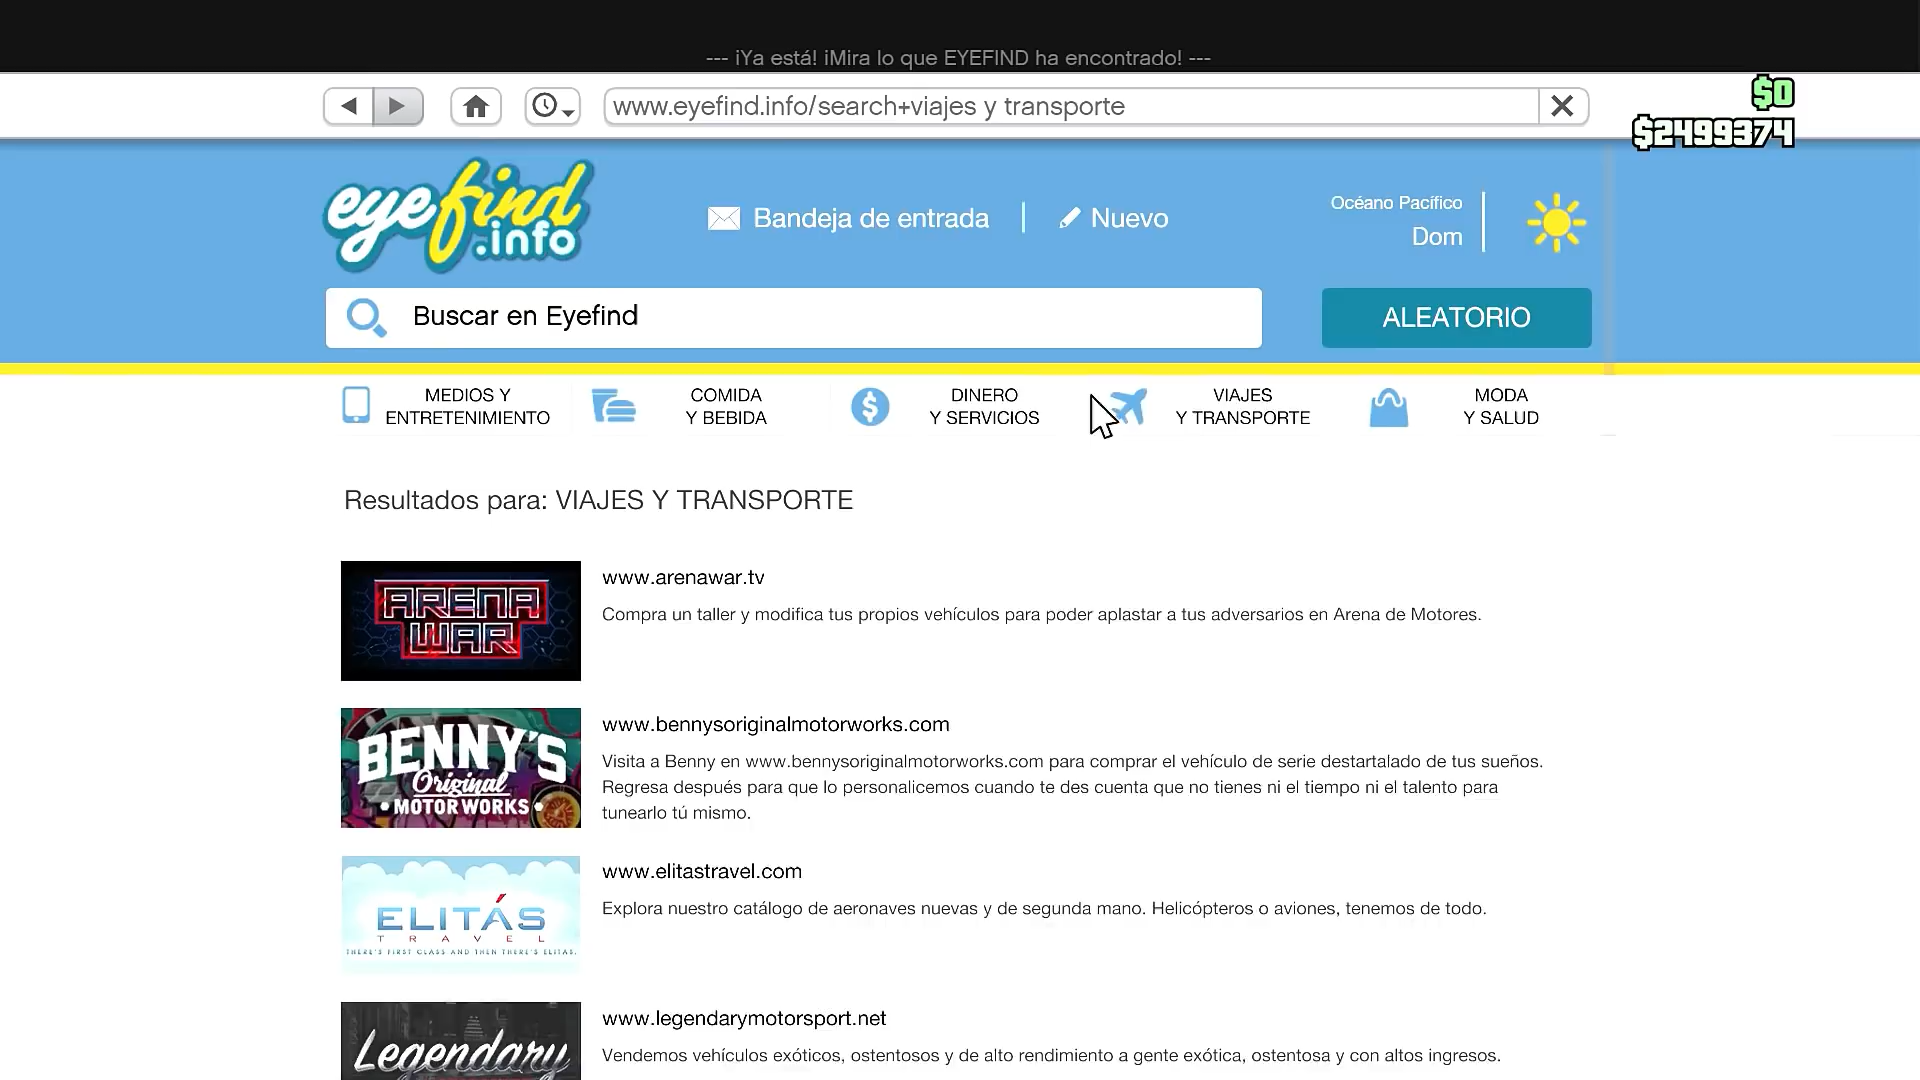 --- ¡Ya está! ¡Mira lo que EYEFIND ha encontrado! ---
www.eyefind.info/search+viajes y transporte
$0
$2499374
eyefind
.info
Bandeja de entrada
Nuevo
Océano Pacífico
Dom
Buscar en Eyefind
ALEATORIO
MEDIOS Y
ENTRETENIMIENTO
COMIDA
Y BEBIDA
DINERO
Y SERVICIOS
VIAJES
Y TRANSPORTE
MODA
Y SALUD
Resultados para: VIAJES Y TRANSPORTE
ARENA
WAR
www.arenawar.tv
Compra un taller y modifica tus propios vehículos para poder aplastar a tus adversarios en Arena de Motores.
BENNY'S
Original
MOTOR WORKS
www.bennysoriginalmotorworks.com
Visita a Benny en www.bennysoriginalmotorworks.com para comprar el vehículo de serie destartalado de tus sueños.
Regresa después para que lo personalicemos cuando te des cuenta que no tienes ni el tiempo ni el talento para
tunearlo tú mismo.
ELITÁS
TRAVEL
THERE'S FIRST CLASS AND THEN THERE'S ELITAS.
www.elitastravel.com
Explora nuestro catálogo de aeronaves nuevas y de segunda mano. Helicópteros o aviones, tenemos de todo.
Legendary
www.legendarymotorsport.net
Vendemos vehículos exóticos, ostentosos y de alto rendimiento a gente exótica, ostentosa y con altos ingresos.